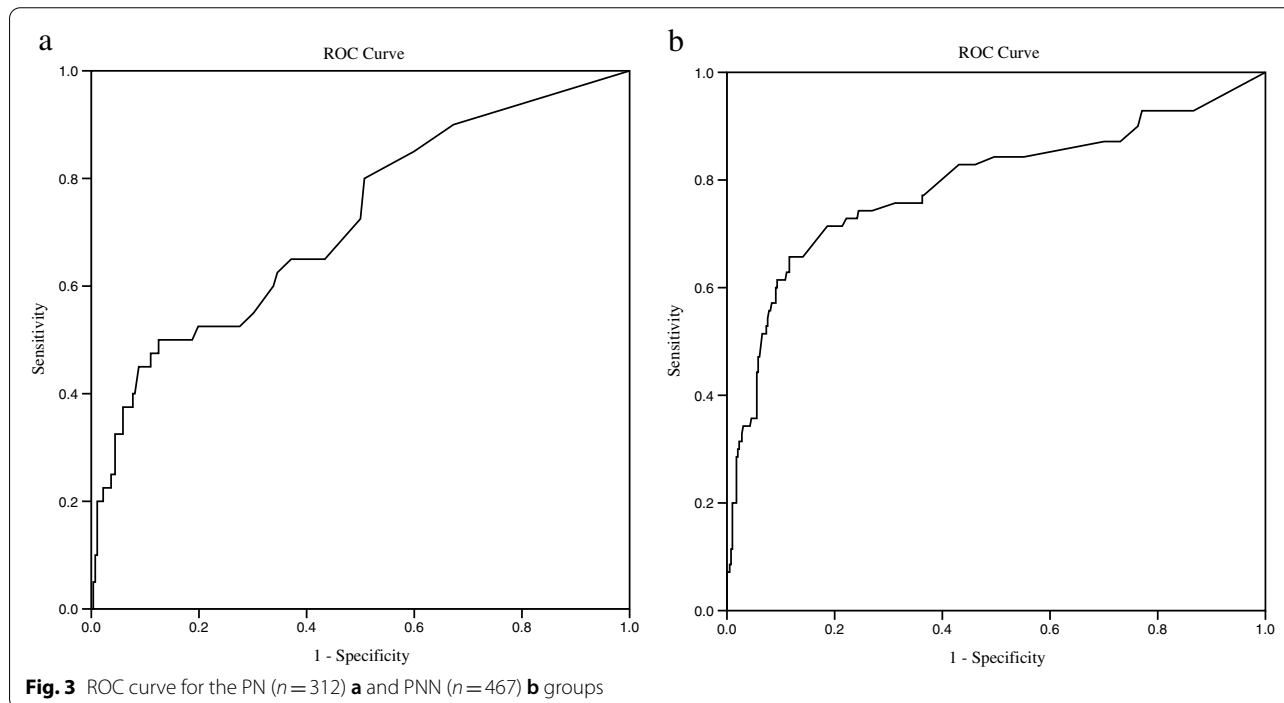 a
ROC Curve
1.0
0.8
0.6
0.4
0.2
0.0
Sensitivity
0.0 0.2 0.4 0.6 0.8 1.0
1 - Specificity
b
ROC Curve
1.0
0.8
0.6
0.4
0.2
0.0
Sensitivity
0.0 0.2 0.4 0.6 0.8 1.0
1 - Specificity
Fig. 3 ROC curve for the PN (n = 312) a and PNN (n = 467) b groups